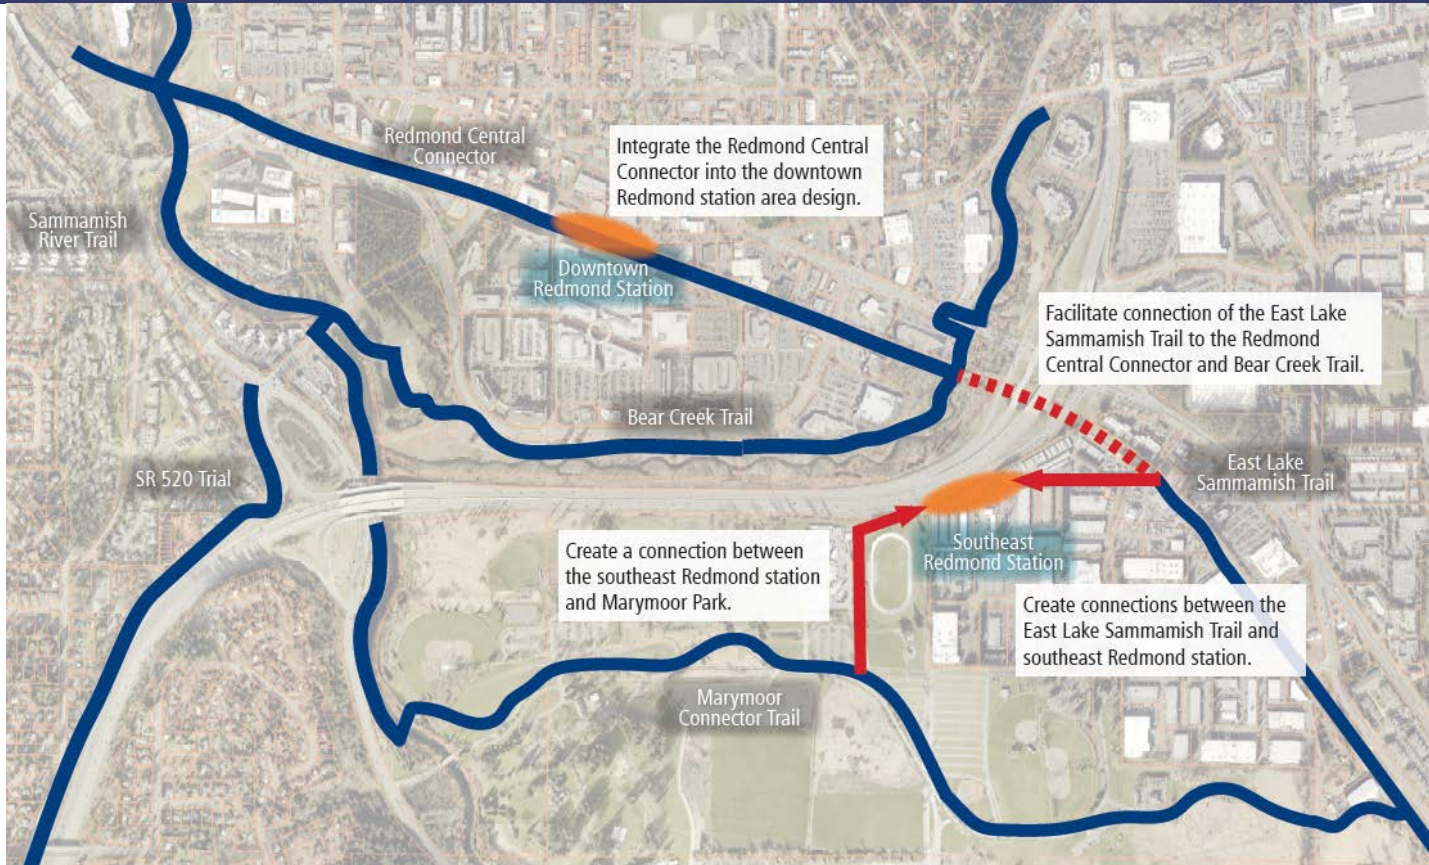 Redmond Central
Connector
Integrate the Redmond Central
Connector into the downtown
Redmond station area design.
Sammamish
River Trail
Downtown
Redmond Station
Facilitate connection of the East Lake
Sammamish Trail to the Redmond
Central Connector and Bear Creek Trail.
Bear Creek Trail
SR 520 Trial
East Lake
Sammamish Trail
Create a connection between
the southeast Redmond station
and Marymoor Park.
Southeast
Redmond Station
Create connections between the
East Lake Sammamish Trail and
southeast Redmond station.
Marymoor
Connector Trail